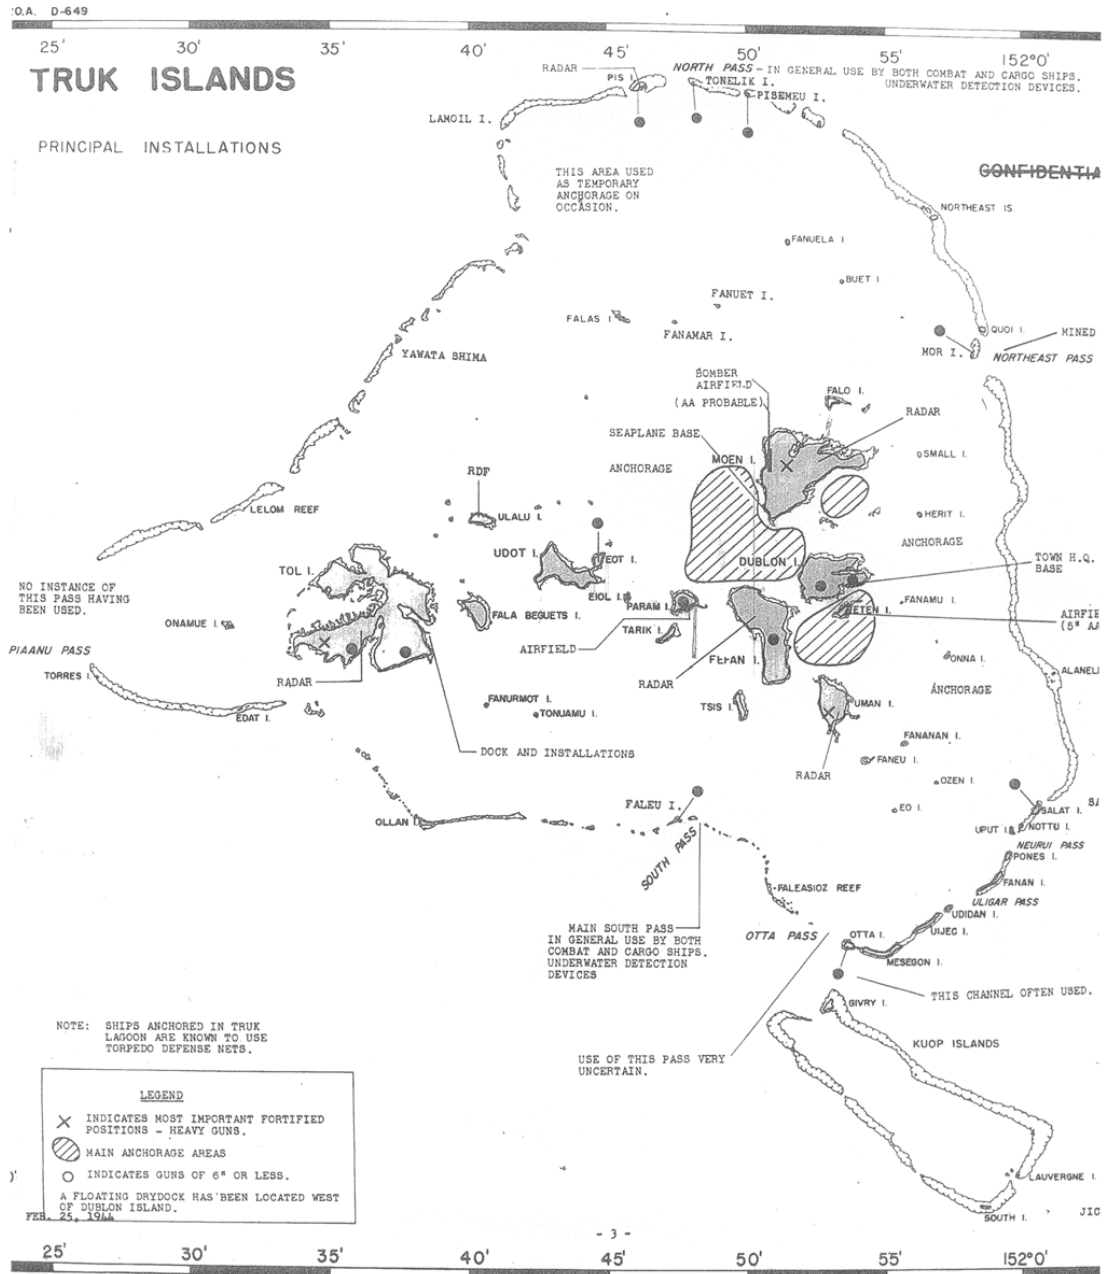 O.A. D-649
25' 30' 40' 45' 50' 55' 152°0'
TRUK ISLANDS
PRINCIPAL INSTALLATIONS
RADAR
PIS I.
NORTH PASS - IN GENERAL USE BY BOTH COMBAT AND CARGO SHIPS.
UNDERWATER DETECTION DEVICES.
TONELIK I.
PISEMEU I.
LAMOIL I.
CONFIDENTIA
THIS AREA USED
AS TEMPORARY
ANCHORAGE ON
OCCASION.
NORTHEAST IS.
FANUELA I
BUET I
FANUET I.
FALAS I.
FANAMAR I.
QUOI I.
MINED
MOR I.
NORTHEAST PASS
YAWATA SHIMA
BOMBER
AIRFIELD
(AA PROBABLE)
FALO I.
RADAR
SEAPLANE BASE
MOEN I.
SMALL I.
ANCHORAGE
RDF
LELOM REEF
ULALU I.
HERIT I.
ANCHORAGE
UDOT I.
EOT I.
DUBLON I.
TOWN H.Q.
BASE
TOL I.
NO INSTANCE OF
THIS PASS HAVING
BEEN USED.
EIOL I.
PARAM I.
ETEN I.
FANAMU I.
AIRFIE
(5" AA
ONAMUE I.
FALA BEGUETS I.
TARIK I.
PIAANU PASS
AIRFIELD
FEFAN I.
ONNA I.
TORRES I.
RADAR
RADAR
ANCHORAGE
ALANEL
FANURMOT I.
TONUAMU I.
TSIS I.
UMAN I.
EDAT I.
FANANAN I.
DOCK AND INSTALLATIONS
FANEU I.
RADAR
OZEN I.
FALEU I.
EO I.
SALAT I.
OLLAN I.
UPUT I.
NOTTU I.
SOUTH PASS
NEURUI PASS
PONES I.
FALEASIOZ REEF
FANAN I.
ULIGAR PASS
UDIDAN I.
MAIN SOUTH PASS
IN GENERAL USE BY BOTH
COMBAT AND CARGO SHIPS.
UNDERWATER DETECTION
DEVICES
OTTA PASS
OTTA I.
UIJEC I.
MESEGON I.
THIS CHANNEL OFTEN USED.
GIVRY I.
NOTE: SHIPS ANCHORED IN TRUK
LAGOON ARE KNOWN TO USE
TORPEDO DEFENSE NETS.
KUOP ISLANDS
USE OF THIS PASS VERY
UNCERTAIN.
LEGEND
X INDICATES MOST IMPORTANT FORTIFIED
POSITIONS - HEAVY GUNS.
MAIN ANCHORAGE AREAS
INDICATES GUNS OF 6" OR LESS.
A FLOATING DRYDOCK HAS BEEN LOCATED WEST
OF DUBLON ISLAND.
LAUVERGNE I.
FEB. 25, 1944
SOUTH I.
JIC
- 3 -
25' 30' 40' 45' 50' 55' 152°0'